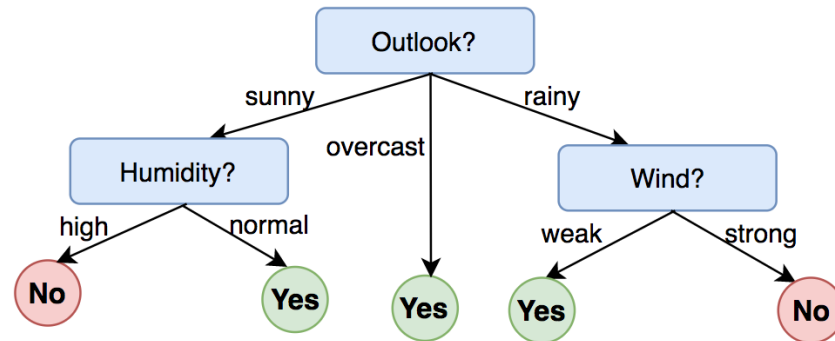 Outlook?
sunny
rainy
overcast
Humidity?
Wind?
high
normal
weak
strong
No
Yes
Yes
Yes
No